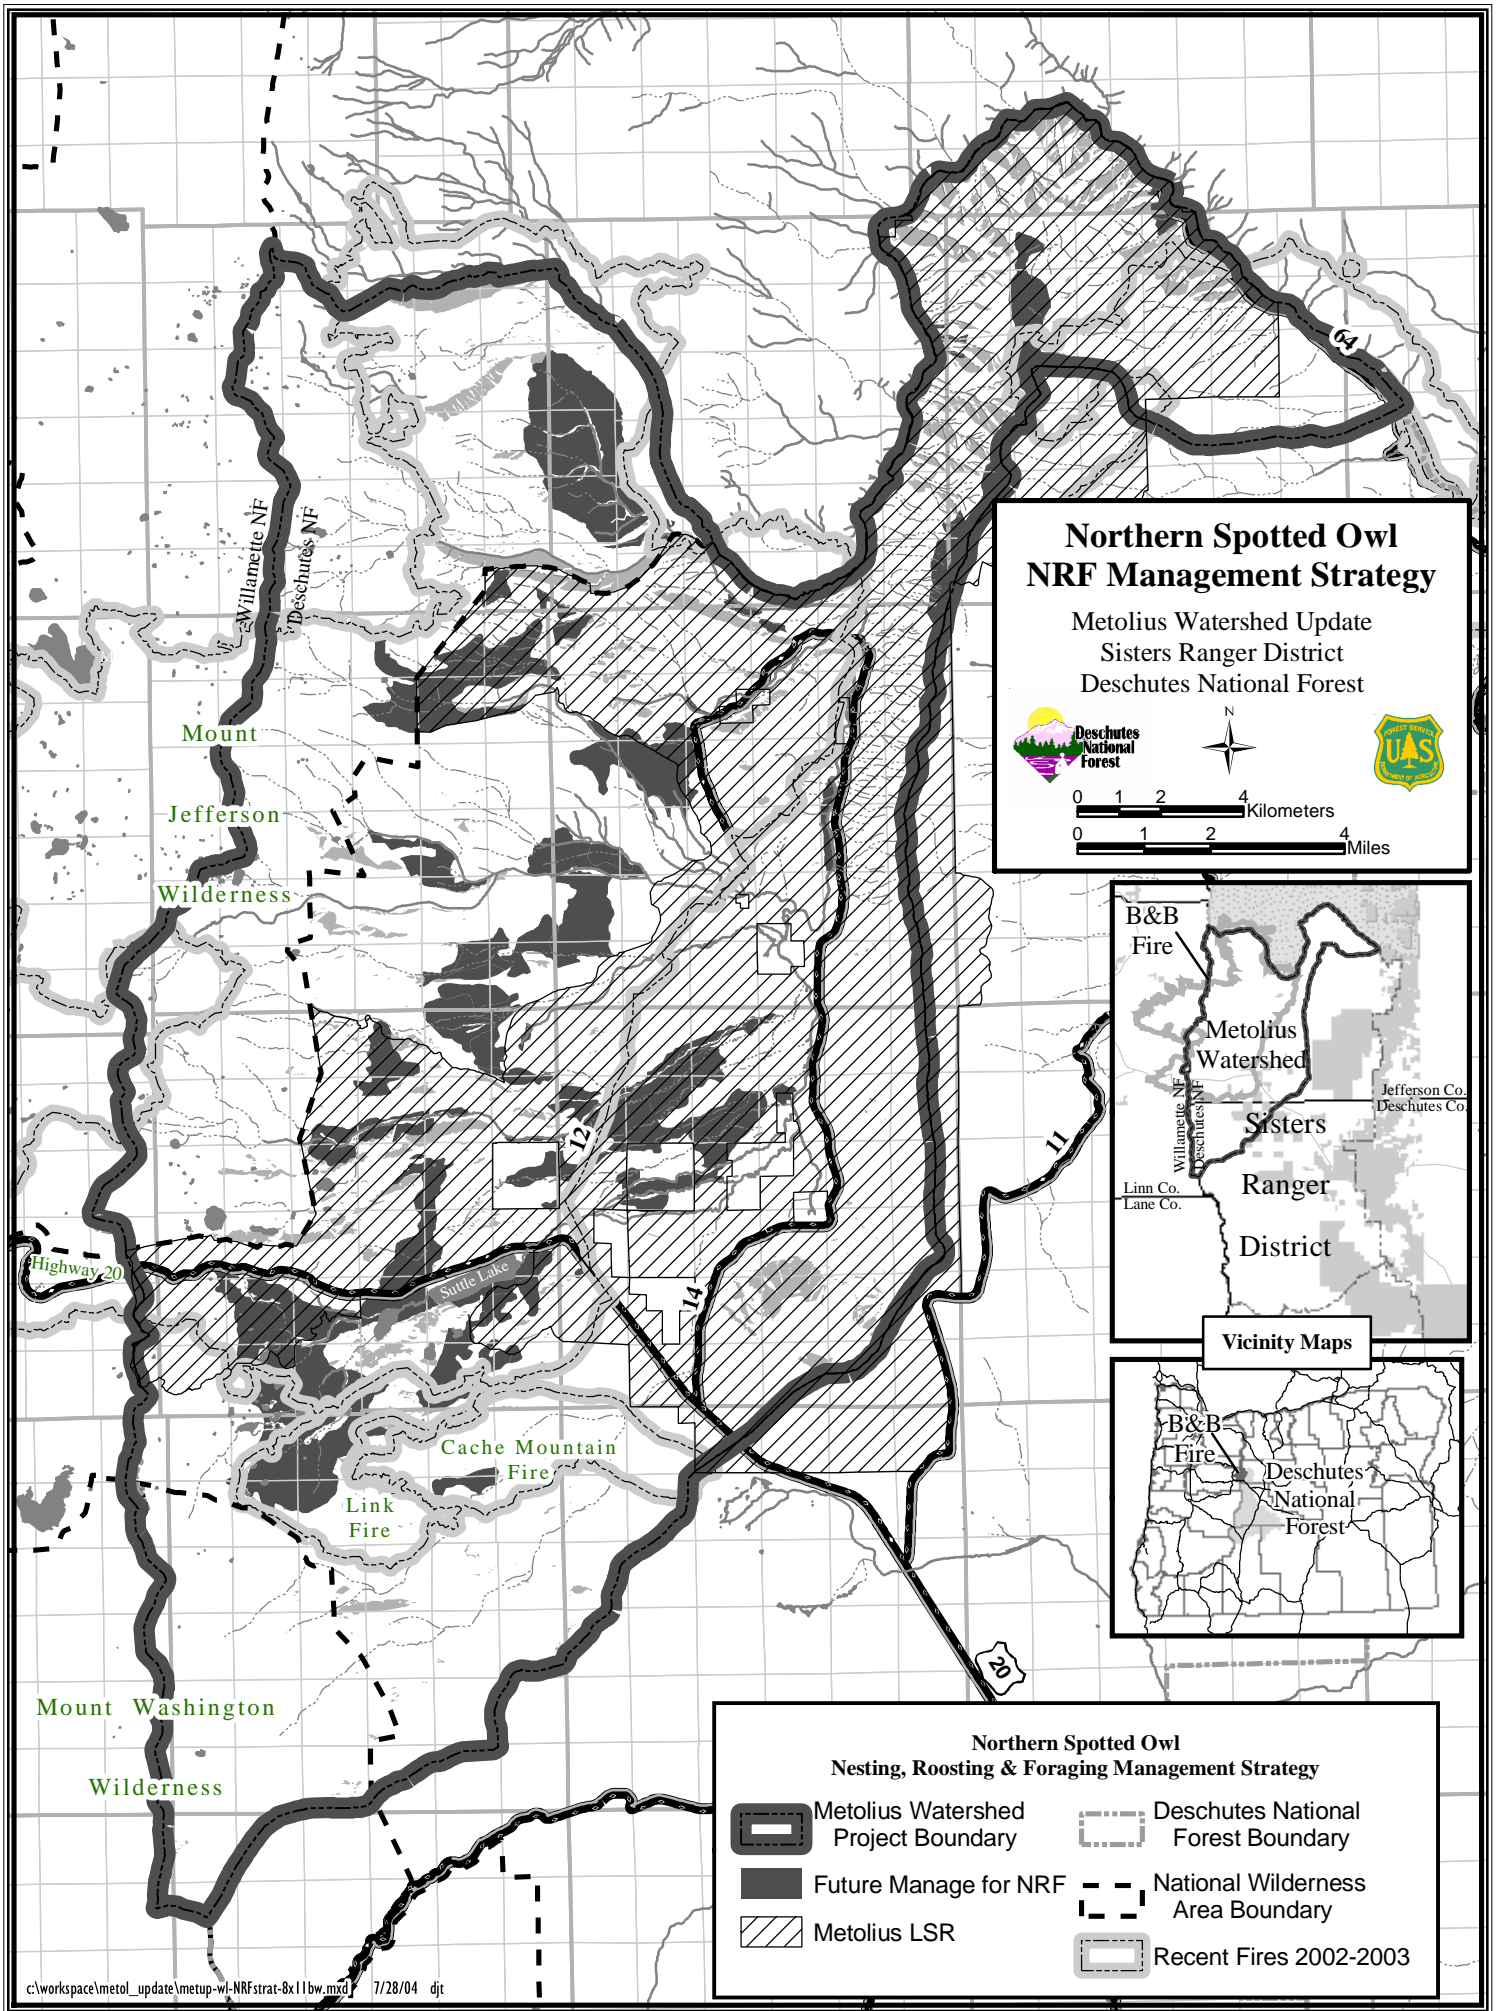 64
Willamette NF
Deschutes NF
Northern Spotted Owl
NRF Management Strategy
Metolius Watershed Update
Sisters Ranger District
Deschutes National Forest
Deschutes
National
Forest
N
FOREST SERVICE
US
DEPARTMENT OF AGRICULTURE
0 1 2 4
Kilometers
0 1 2 4
Miles
Mount
Jefferson
Wilderness
B&B
Fire
Metolius
Watershed
Jefferson Co.
Deschutes Co.
Willamette NF
Deschutes NF
Sisters
Ranger
District
Linn Co.
Lane Co.
Vicinity Maps
B&B
Fire
Deschutes
National
Forest
12
11
14
Highway 20
Suttle Lake
Cache Mountain
Fire
Link
Fire
20
Mount Washington
Wilderness
Northern Spotted Owl
Nesting, Roosting & Foraging Management Strategy
Metolius Watershed
Project Boundary
Future Manage for NRF
Metolius LSR
Deschutes National
Forest Boundary
National Wilderness
Area Boundary
Recent Fires 2002-2003
c:\workspace\metol_update\metup-wl-NRFstrat-8x11bw.mxd 7/28/04 djt